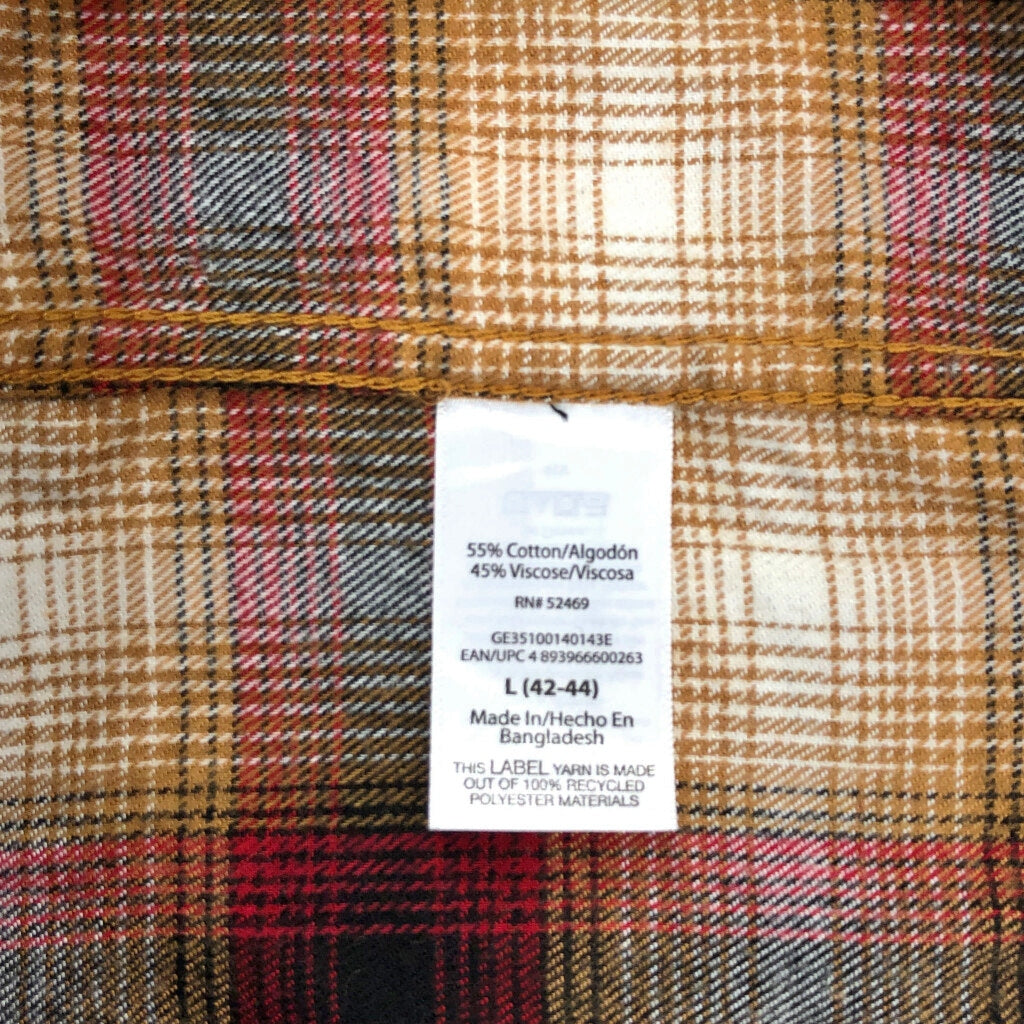 55% Cotton/Algodón
45% Viscose/Viscosa
RN# 52469
GE35100140143E
EAN/UPC 4 893966600263
L (42-44)
Made In/Hecho En
Bangladesh
THIS LABEL YARN IS MADE
OUT OF 100% RECYCLED
POLYESTER MATERIALS